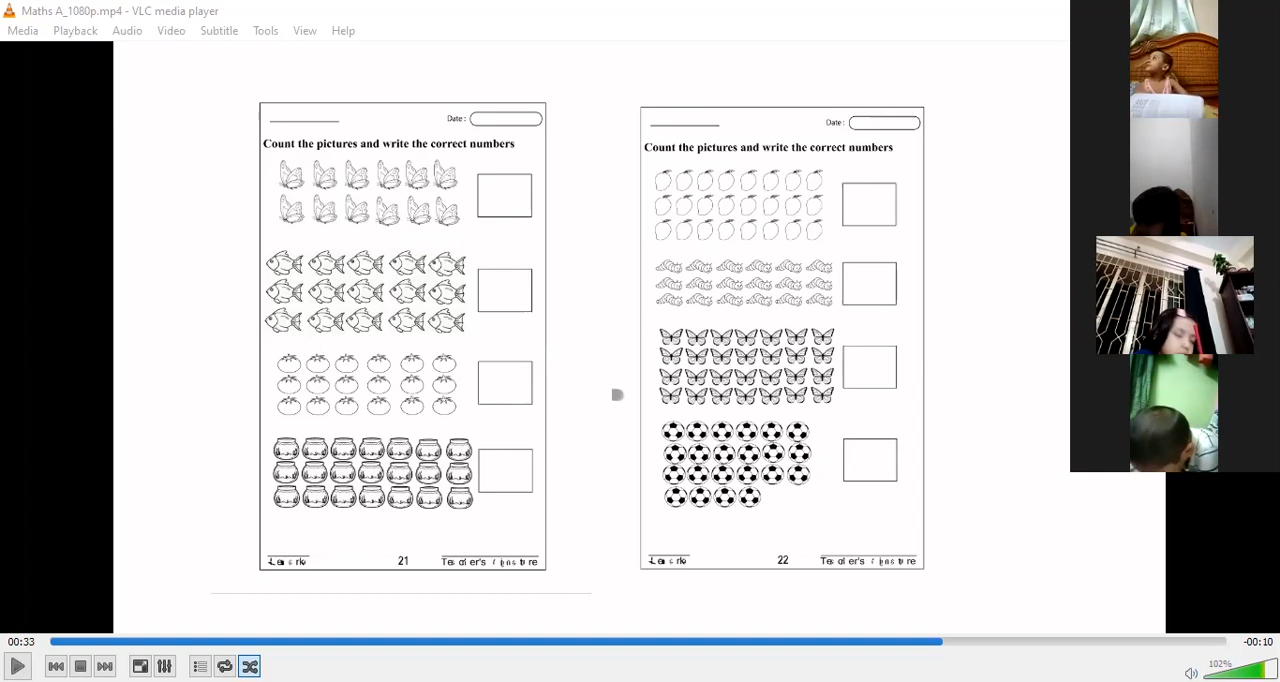 Maths A_1080p.mp4 - VLC media player
Media Playback Audio Video Subtitle Tools View Help
Date :
Count the pictures and write the correct numbers
21
Date :
Count the pictures and write the correct numbers
22
00:33
-00:10
102%